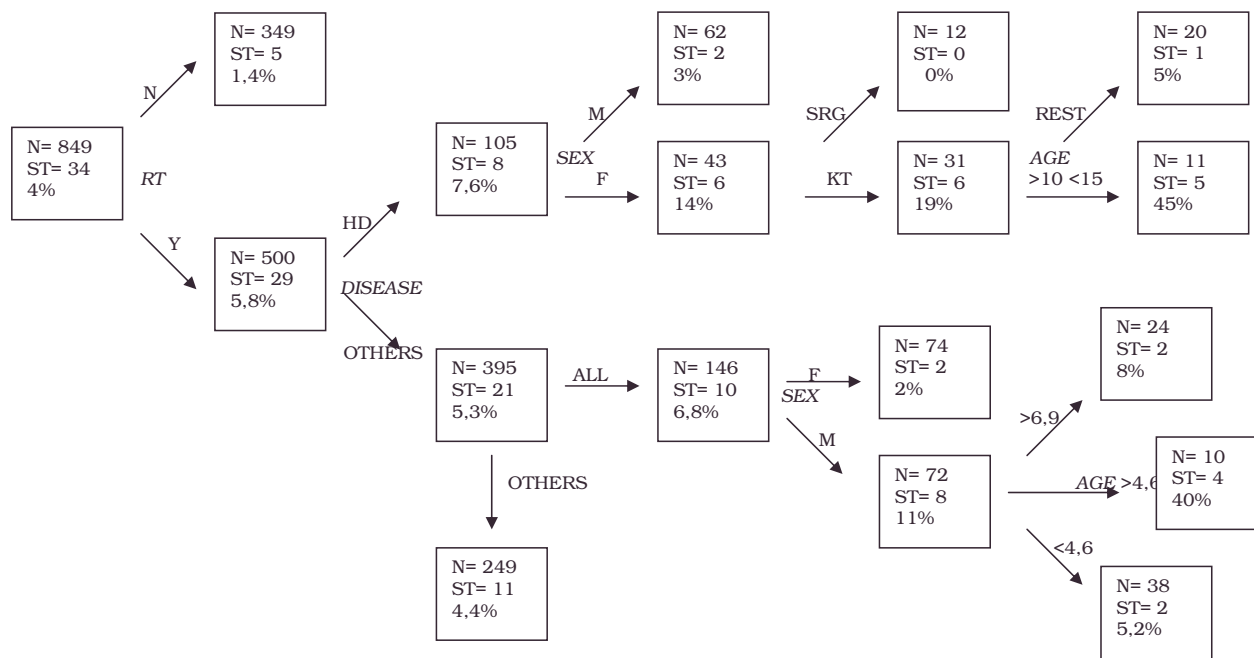 N= 349
ST= 5
1,4%
N
N= 849
ST= 34
4%
RT
Y
N= 500
ST= 29
5,8%
HD
DISEASE
OTHERS
N= 105
ST= 8
7,6%
SEX
M
F
N= 62
ST= 2
3%
N= 43
ST= 6
14%
SRG
KT
N= 12
ST= 0
0%
N= 31
ST= 6
19%
REST
AGE
>10 <15
N= 20
ST= 1
5%
N= 11
ST= 5
45%
N= 395
ST= 21
5,3%
ALL
OTHERS
N= 249
ST= 11
4,4%
N= 146
ST= 10
6,8%
F
SEX
M
N= 74
ST= 2
2%
N= 72
ST= 8
11%
>6,9
AGE >4,6
<4,6
N= 24
ST= 2
8%
N= 10
ST= 4
40%
N= 38
ST= 2
5,2%